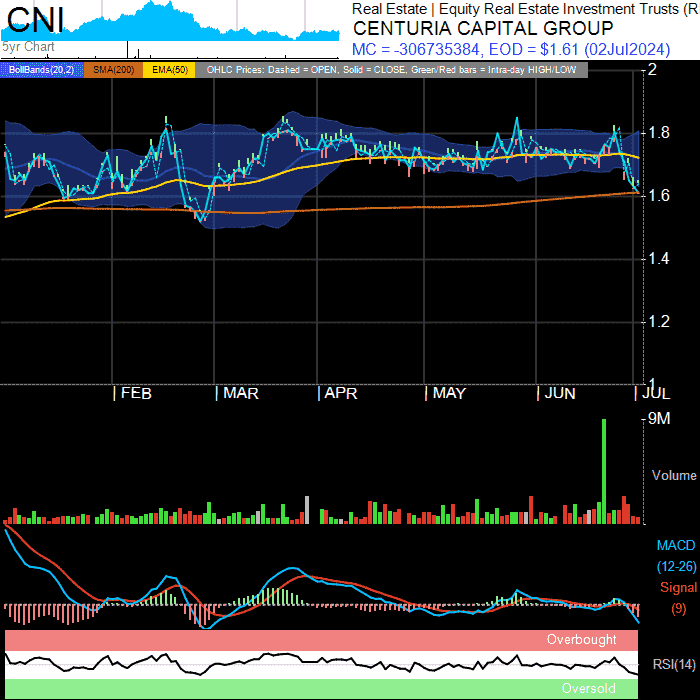 CNI
5yr Chart
Real Estate | Equity Real Estate Investment Trusts (R
CENTURIA CAPITAL GROUP
MC = -306735384, EOD = $1.61 (02Jul2024)
BollBands(20,2) SMA(200) EMA(50) OHLC Prices: Dashed = OPEN, Solid = CLOSE, Green/Red bars = Intra-day HIGH/LOW
2
1.8
1.6
1.4
1.2
1
| FEB | MAR | APR | MAY | JUN | JUL
9M
Volume
MACD
(12-26)
Signal
(9)
Overbought
RSI(14)
Oversold